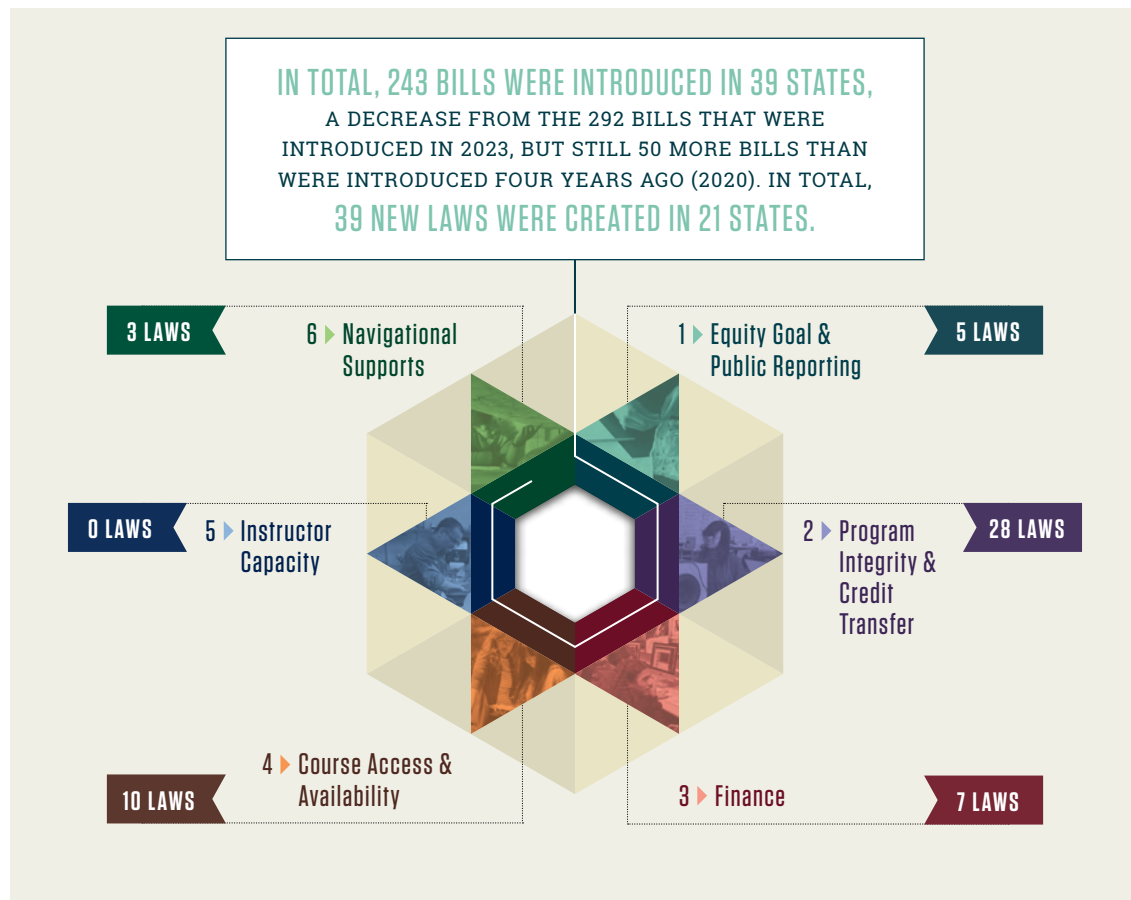 IN TOTAL, 243 BILLS WERE INTRODUCED IN 39 STATES,
A DECREASE FROM THE 292 BILLS THAT WERE
INTRODUCED IN 2023, BUT STILL 50 MORE BILLS THAN
WERE INTRODUCED FOUR YEARS AGO (2020). IN TOTAL,
39 NEW LAWS WERE CREATED IN 21 STATES.
3 LAWS
6 Navigational
Supports
1 Equity Goal &
Public Reporting
5 LAWS
0 LAWS
5 Instructor
Capacity
2 Program
Integrity &
Credit
Transfer
28 LAWS
10 LAWS
4 Course Access &
Availability
3 Finance
7 LAWS